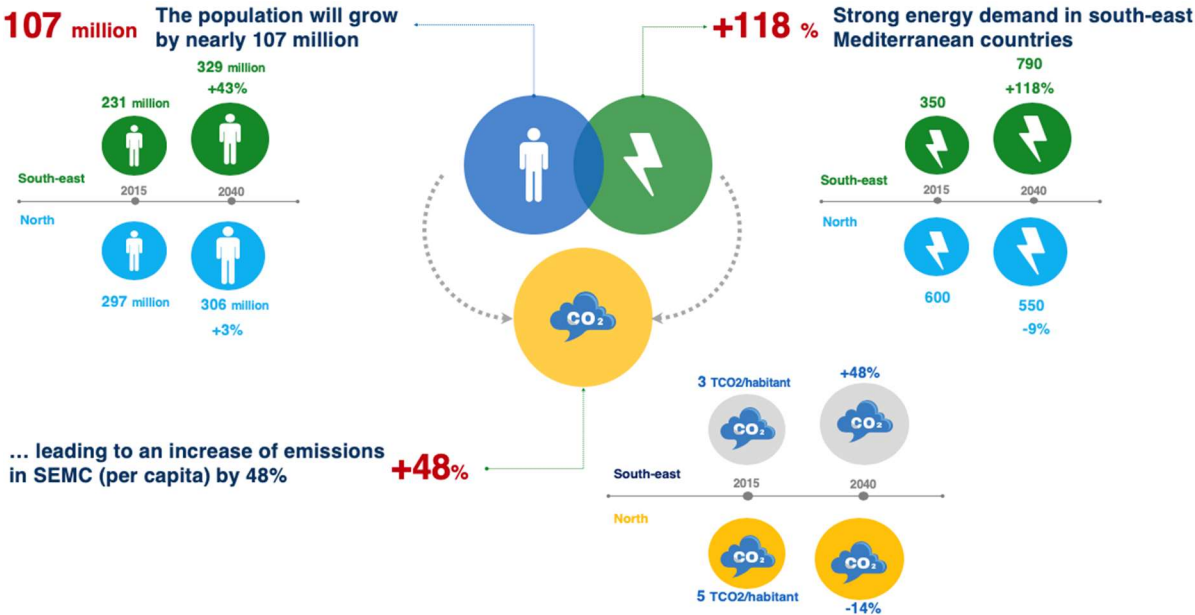 107 million
The population will grow
by nearly 107 million
329 million
+43%
231 million
South-east
2015
2040
North
297 million
306 million
+3%
+118 %
Strong energy demand in south-east
Mediterranean countries
790
+118%
350
South-east
2015
2040
North
600
550
-9%
CO₂
... leading to an increase of emissions
in SEMC (per capita) by 48%
+48%
3 TCO2/habitant
+48%
CO₂
CO₂
South-east
2015
2040
North
CO₂
CO₂
5 TCO2/habitant
-14%